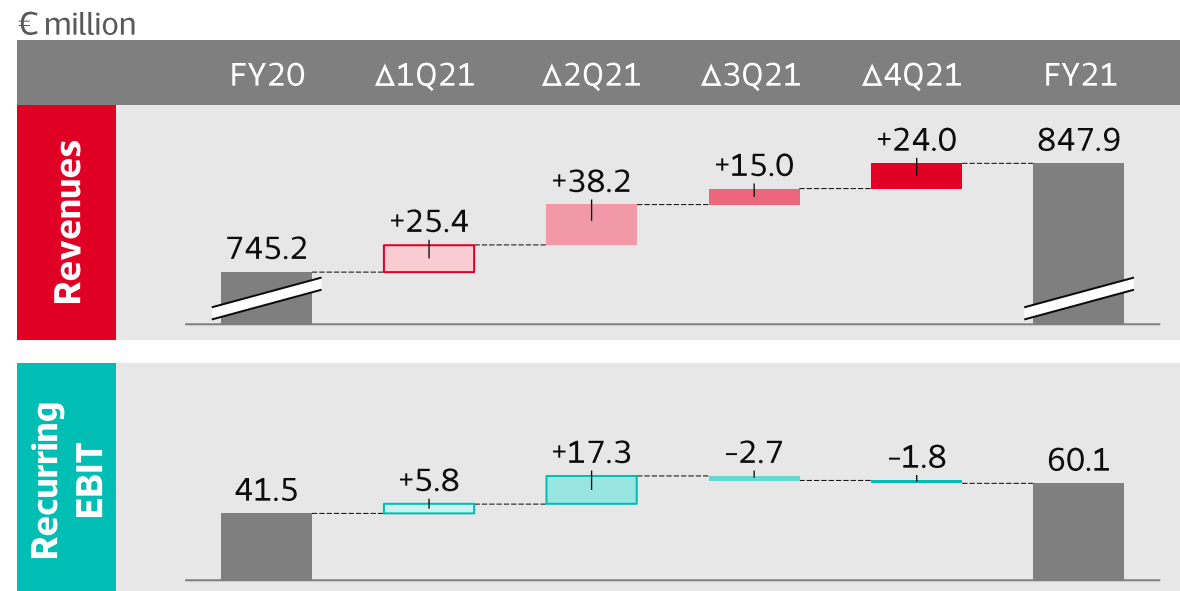 € million
FY20 Δ1Q21 Δ2Q21 Δ3Q21 Δ4Q21 FY21
Revenues
745.2 +25.4 +38.2 +15.0 +24.0 847.9
Recurring
EBIT
41.5 +5.8 +17.3 –2.7 –1.8 60.1